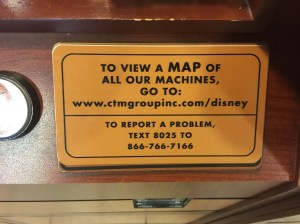 TO VIEW A MAP OF
ALL OUR MACHINES,
GO TO:
www.ctmgroupinc.com/disney
TO REPORT A PROBLEM,
TEXT 8025 TO
866-766-7166